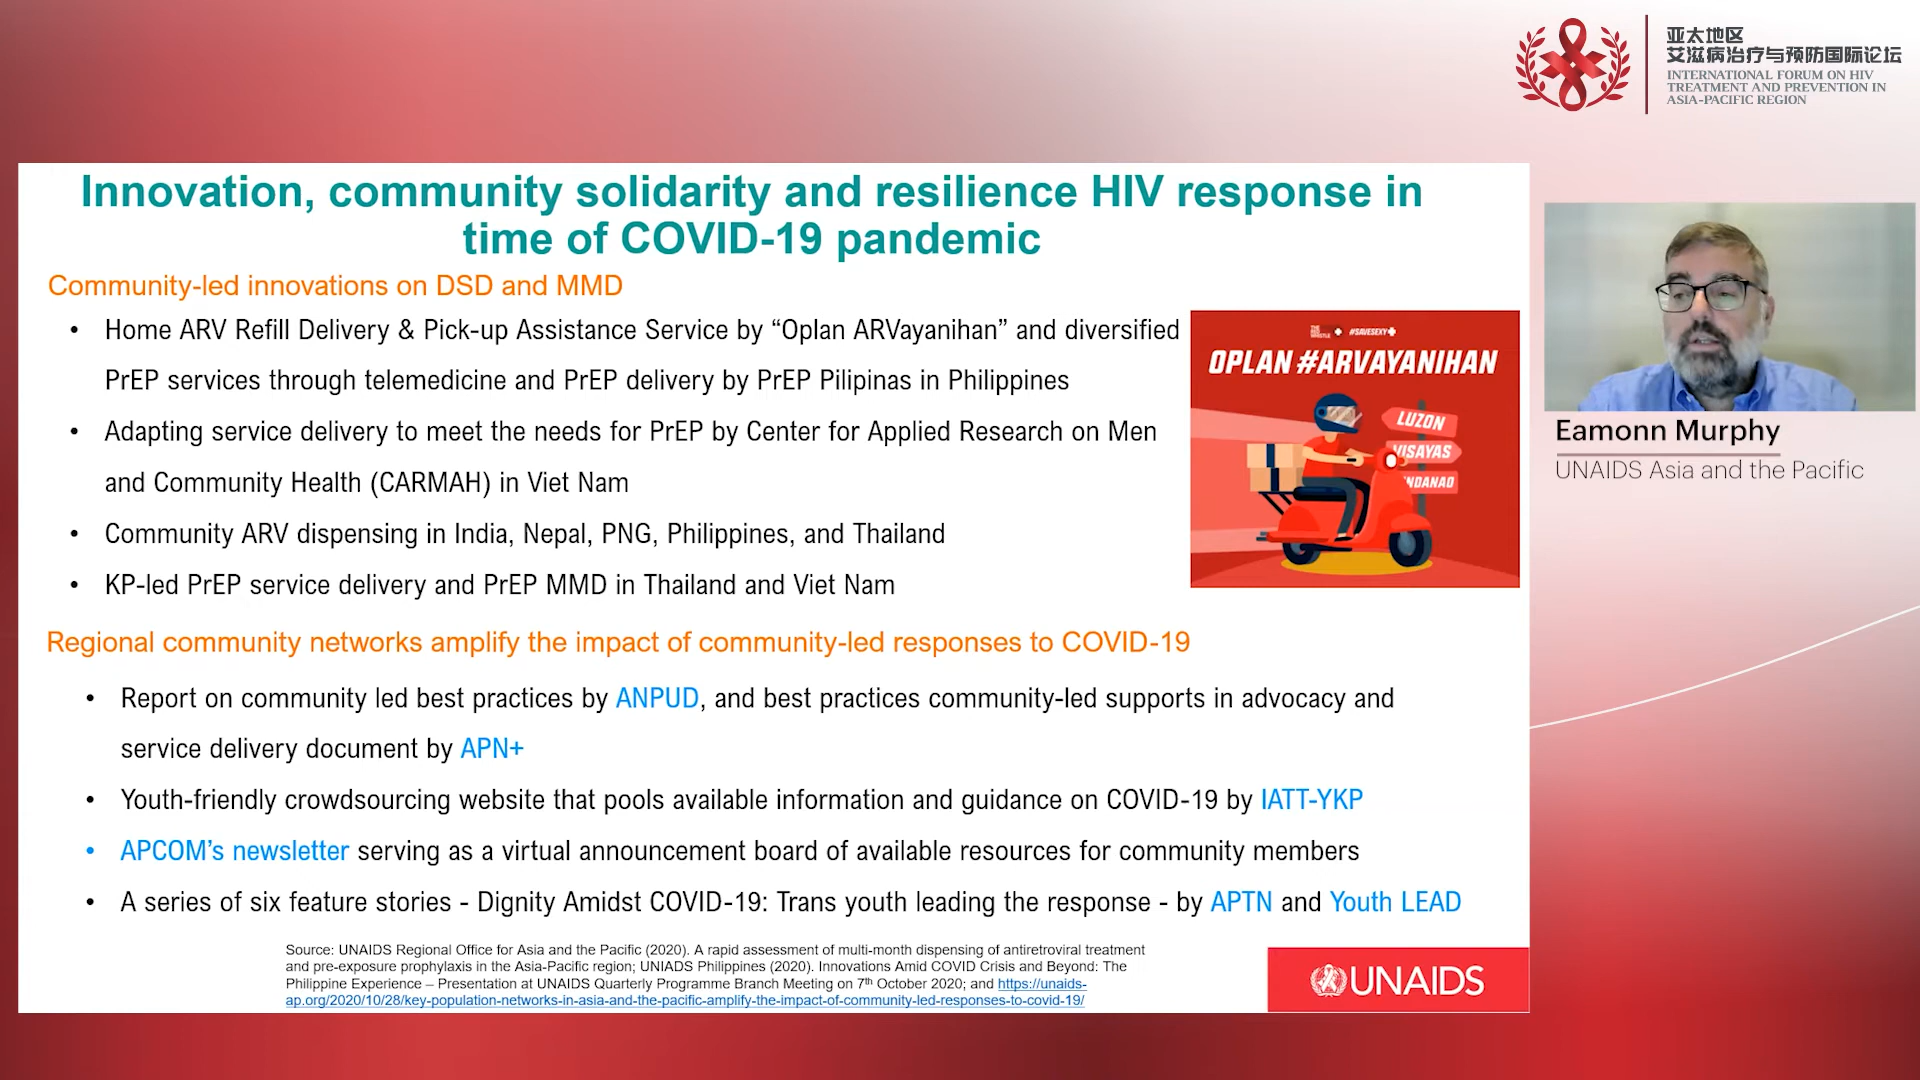 亚太地区
艾滋病治疗与预防国际论坛
INTERNATIONAL FORUM ON HIV
TREATMENT AND PREVENTION IN
ASIA-PACIFIC REGION
Innovation, community solidarity and resilience HIV response in
time of COVID-19 pandemic
Community-led innovations on DSD and MMD
• Home ARV Refill Delivery & Pick-up Assistance Service by “Oplan ARVayanihan” and diversified
PrEP services through telemedicine and PrEP delivery by PrEP Pilipinas in Philippines
• Adapting service delivery to meet the needs for PrEP by Center for Applied Research on Men
and Community Health (CARMAH) in Viet Nam
• Community ARV dispensing in India, Nepal, PNG, Philippines, and Thailand
• KP-led PrEP service delivery and PrEP MMD in Thailand and Viet Nam
#SAVESEXY
OPLAN #ARVAYANIHAN
LUZON
VISAYAS
NDANAO
Eamonn Murphy
UNAIDS Asia and the Pacific
Regional community networks amplify the impact of community-led responses to COVID-19
• Report on community led best practices by ANPUD, and best practices community-led supports in advocacy and
service delivery document by APN+
• Youth-friendly crowdsourcing website that pools available information and guidance on COVID-19 by IATT-YKP
• APCOM’s newsletter serving as a virtual announcement board of available resources for community members
• A series of six feature stories - Dignity Amidst COVID-19: Trans youth leading the response - by APTN and Youth LEAD
Source: UNAIDS Regional Office for Asia and the Pacific (2020). A rapid assessment of multi-month dispensing of antiretroviral treatment
and pre-exposure prophylaxis in the Asia-Pacific region; UNIADS Philippines (2020). Innovations Amid COVID Crisis and Beyond: The
Philippine Experience – Presentation at UNAIDS Quarterly Programme Branch Meeting on 7th October 2020; and https://unaids-
ap.org/2020/10/28/key-population-networks-in-asia-and-the-pacific-amplify-the-impact-of-community-led-responses-to-covid-19/
UNAIDS